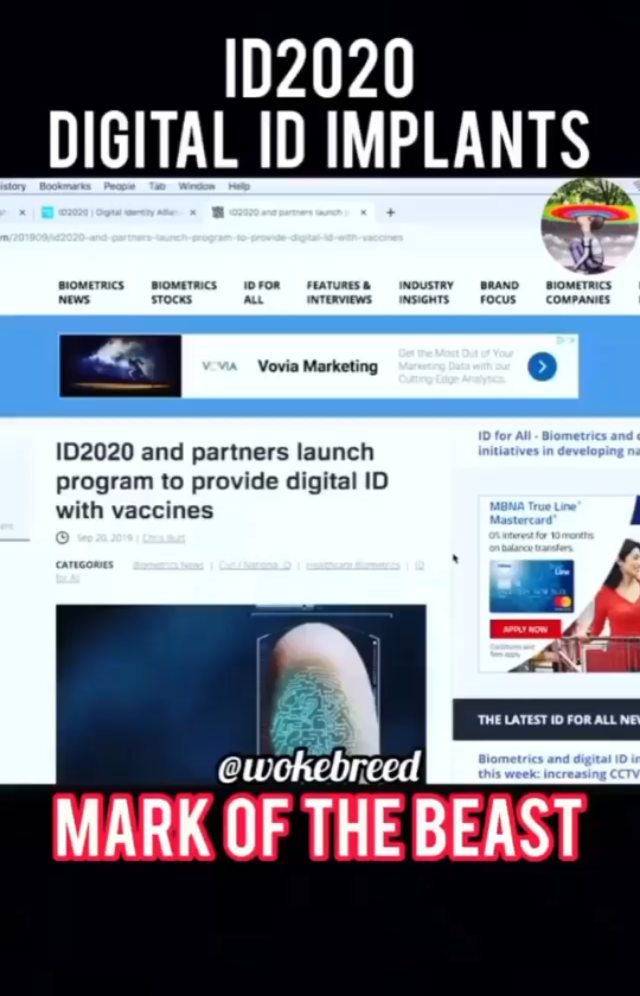 ID2020
DIGITAL ID IMPLANTS
istory Bookmarks People Tab Window Help
ID2020 | Digital Identity Allian
ID2020 and partners launch p
m/201909/id2020-and-partners-launch-program-to-provide-digital-id-with-vaccines
BIOMETRICS NEWS
BIOMETRICS STOCKS
ID FOR ALL
FEATURES & INTERVIEWS
INDUSTRY INSIGHTS
BRAND FOCUS
BIOMETRICS COMPANIES
VOVIA
Vovia Marketing
Get the Most Out of Your
Marketing Data with our
Cutting-Edge Analytics.
ID2020 and partners launch
program to provide digital ID
with vaccines
Sep 20, 2019 | Chris Burt
CATEGORIES Biometrics News | Civil / National ID | Healthcare Biometrics | ID
for All
ID for All - Biometrics and
initiatives in developing na
MBNA True Line®
Mastercard®
0% interest for 10 months
on balance transfers.
APPLY NOW
Conditions and
fees apply.
THE LATEST ID FOR ALL NEW
Biometrics and digital ID in
this week: increasing CCTV
@wokebreed
MARK OF THE BEAST